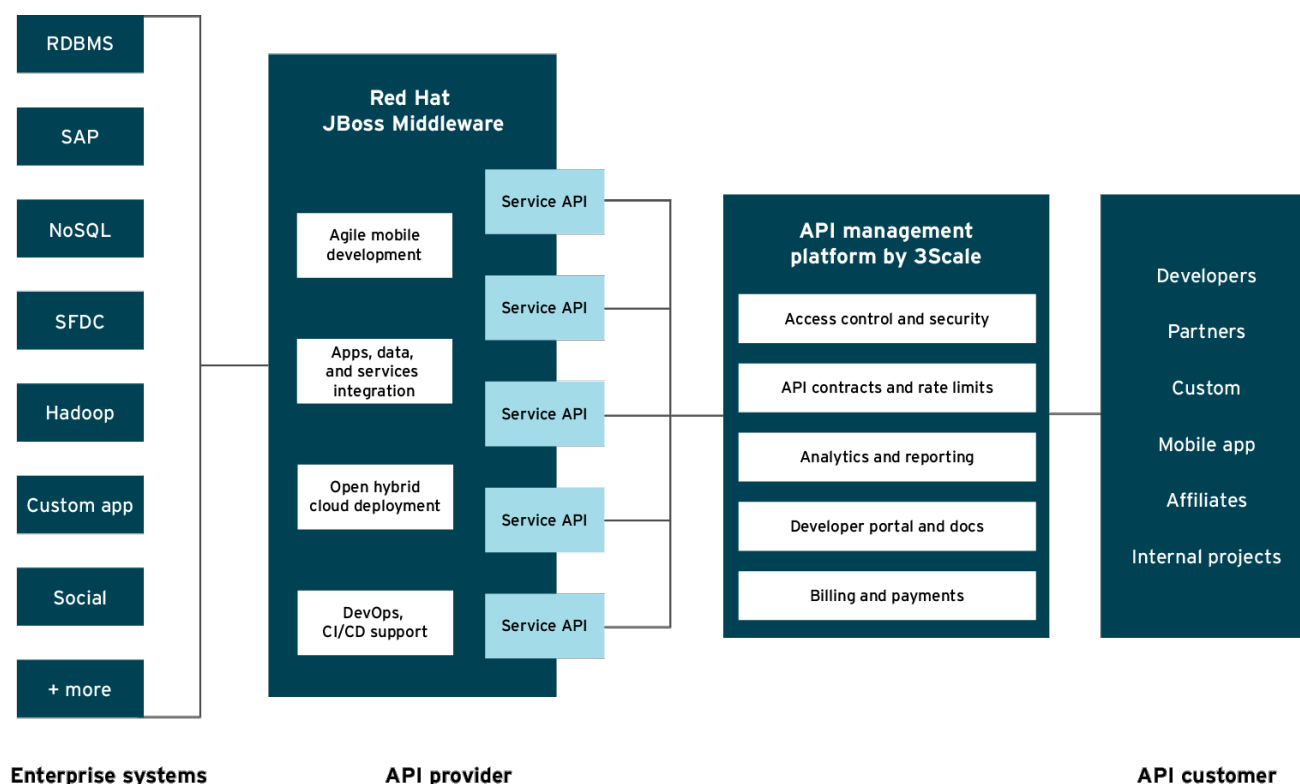 RDBMS
SAP
NoSQL
SFDC
Hadoop
Custom app
Social
+ more
Enterprise systems
Red Hat
JBoss Middleware
Agile mobile
development
Apps, data,
and services
integration
Open hybrid
cloud deployment
DevOps,
CI/CD support
Service API
Service API
Service API
Service API
Service API
API provider
API management
platform by 3Scale
Access control and security
API contracts and rate limits
Analytics and reporting
Developer portal and docs
Billing and payments
Developers
Partners
Custom
Mobile app
Affiliates
Internal projects
API customer